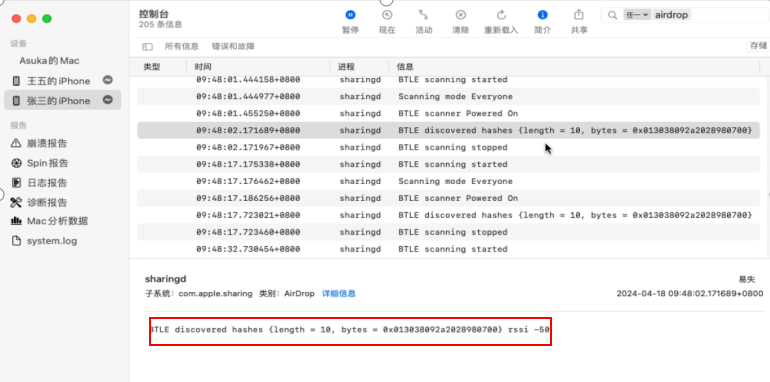 控制台
205 条信息
暂停
现在
活动
清除
重新载入
简介
共享
任一 airdrop
所有信息 错误和故障
存储
设备
Asuka的 Mac
王五的 iPhone
张三的 iPhone
报告
崩溃报告
Spin 报告
日志报告
诊断报告
Mac分析数据
system.log
类型 时间 进程 信息
09:48:01.444158+0800 sharingd BTLE scanning started
09:48:01.444977+0800 sharingd Scanning mode Everyone
09:48:01.455250+0800 sharingd BTLE scanner Powered On
09:48:02.171689+0800 sharingd BTLE discovered hashes {length = 10, bytes = 0x013038092a2028980700}
09:48:02.171967+0800 sharingd BTLE scanning stopped
09:48:17.175338+0800 sharingd BTLE scanning started
09:48:17.176462+0800 sharingd Scanning mode Everyone
09:48:17.186256+0800 sharingd BTLE scanner Powered On
09:48:17.723021+0800 sharingd BTLE discovered hashes {length = 10, bytes = 0x013038092a2028980700}
09:48:17.723460+0800 sharingd BTLE scanning stopped
09:48:32.730454+0800 sharingd BTLE scanning started
sharingd 易失
子系统：com.apple.sharing 类别：AirDrop 详细信息 2024-04-18 09:48:02.171689+0800
BTLE discovered hashes {length = 10, bytes = 0x013038092a2028980700} rssi -50